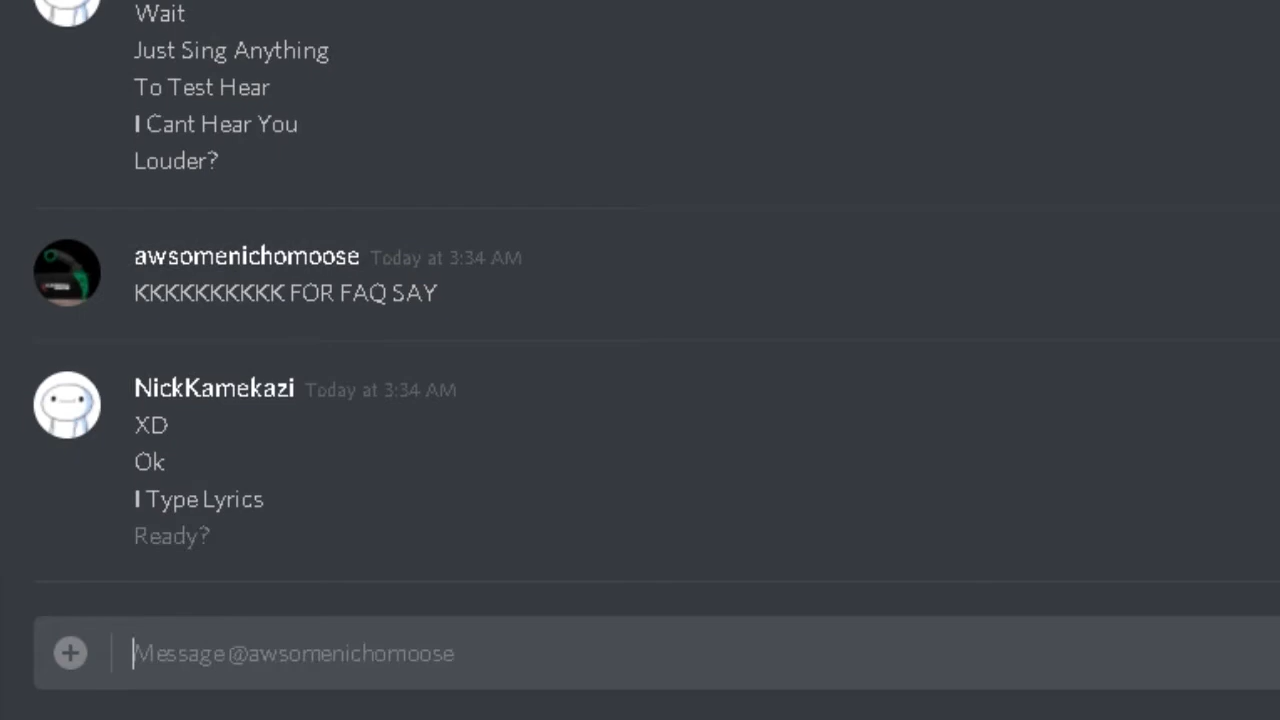 Wait
Just Sing Anything
To Test Hear
I Cant Hear You
Louder?
awsomenichomoose Today at 3:34 AM
KKKKKKKKKK FOR FAQ SAY
NickKamekazi Today at 3:34 AM
XD
Ok
I Type Lyrics
Ready?
Message @awsomenichomoose